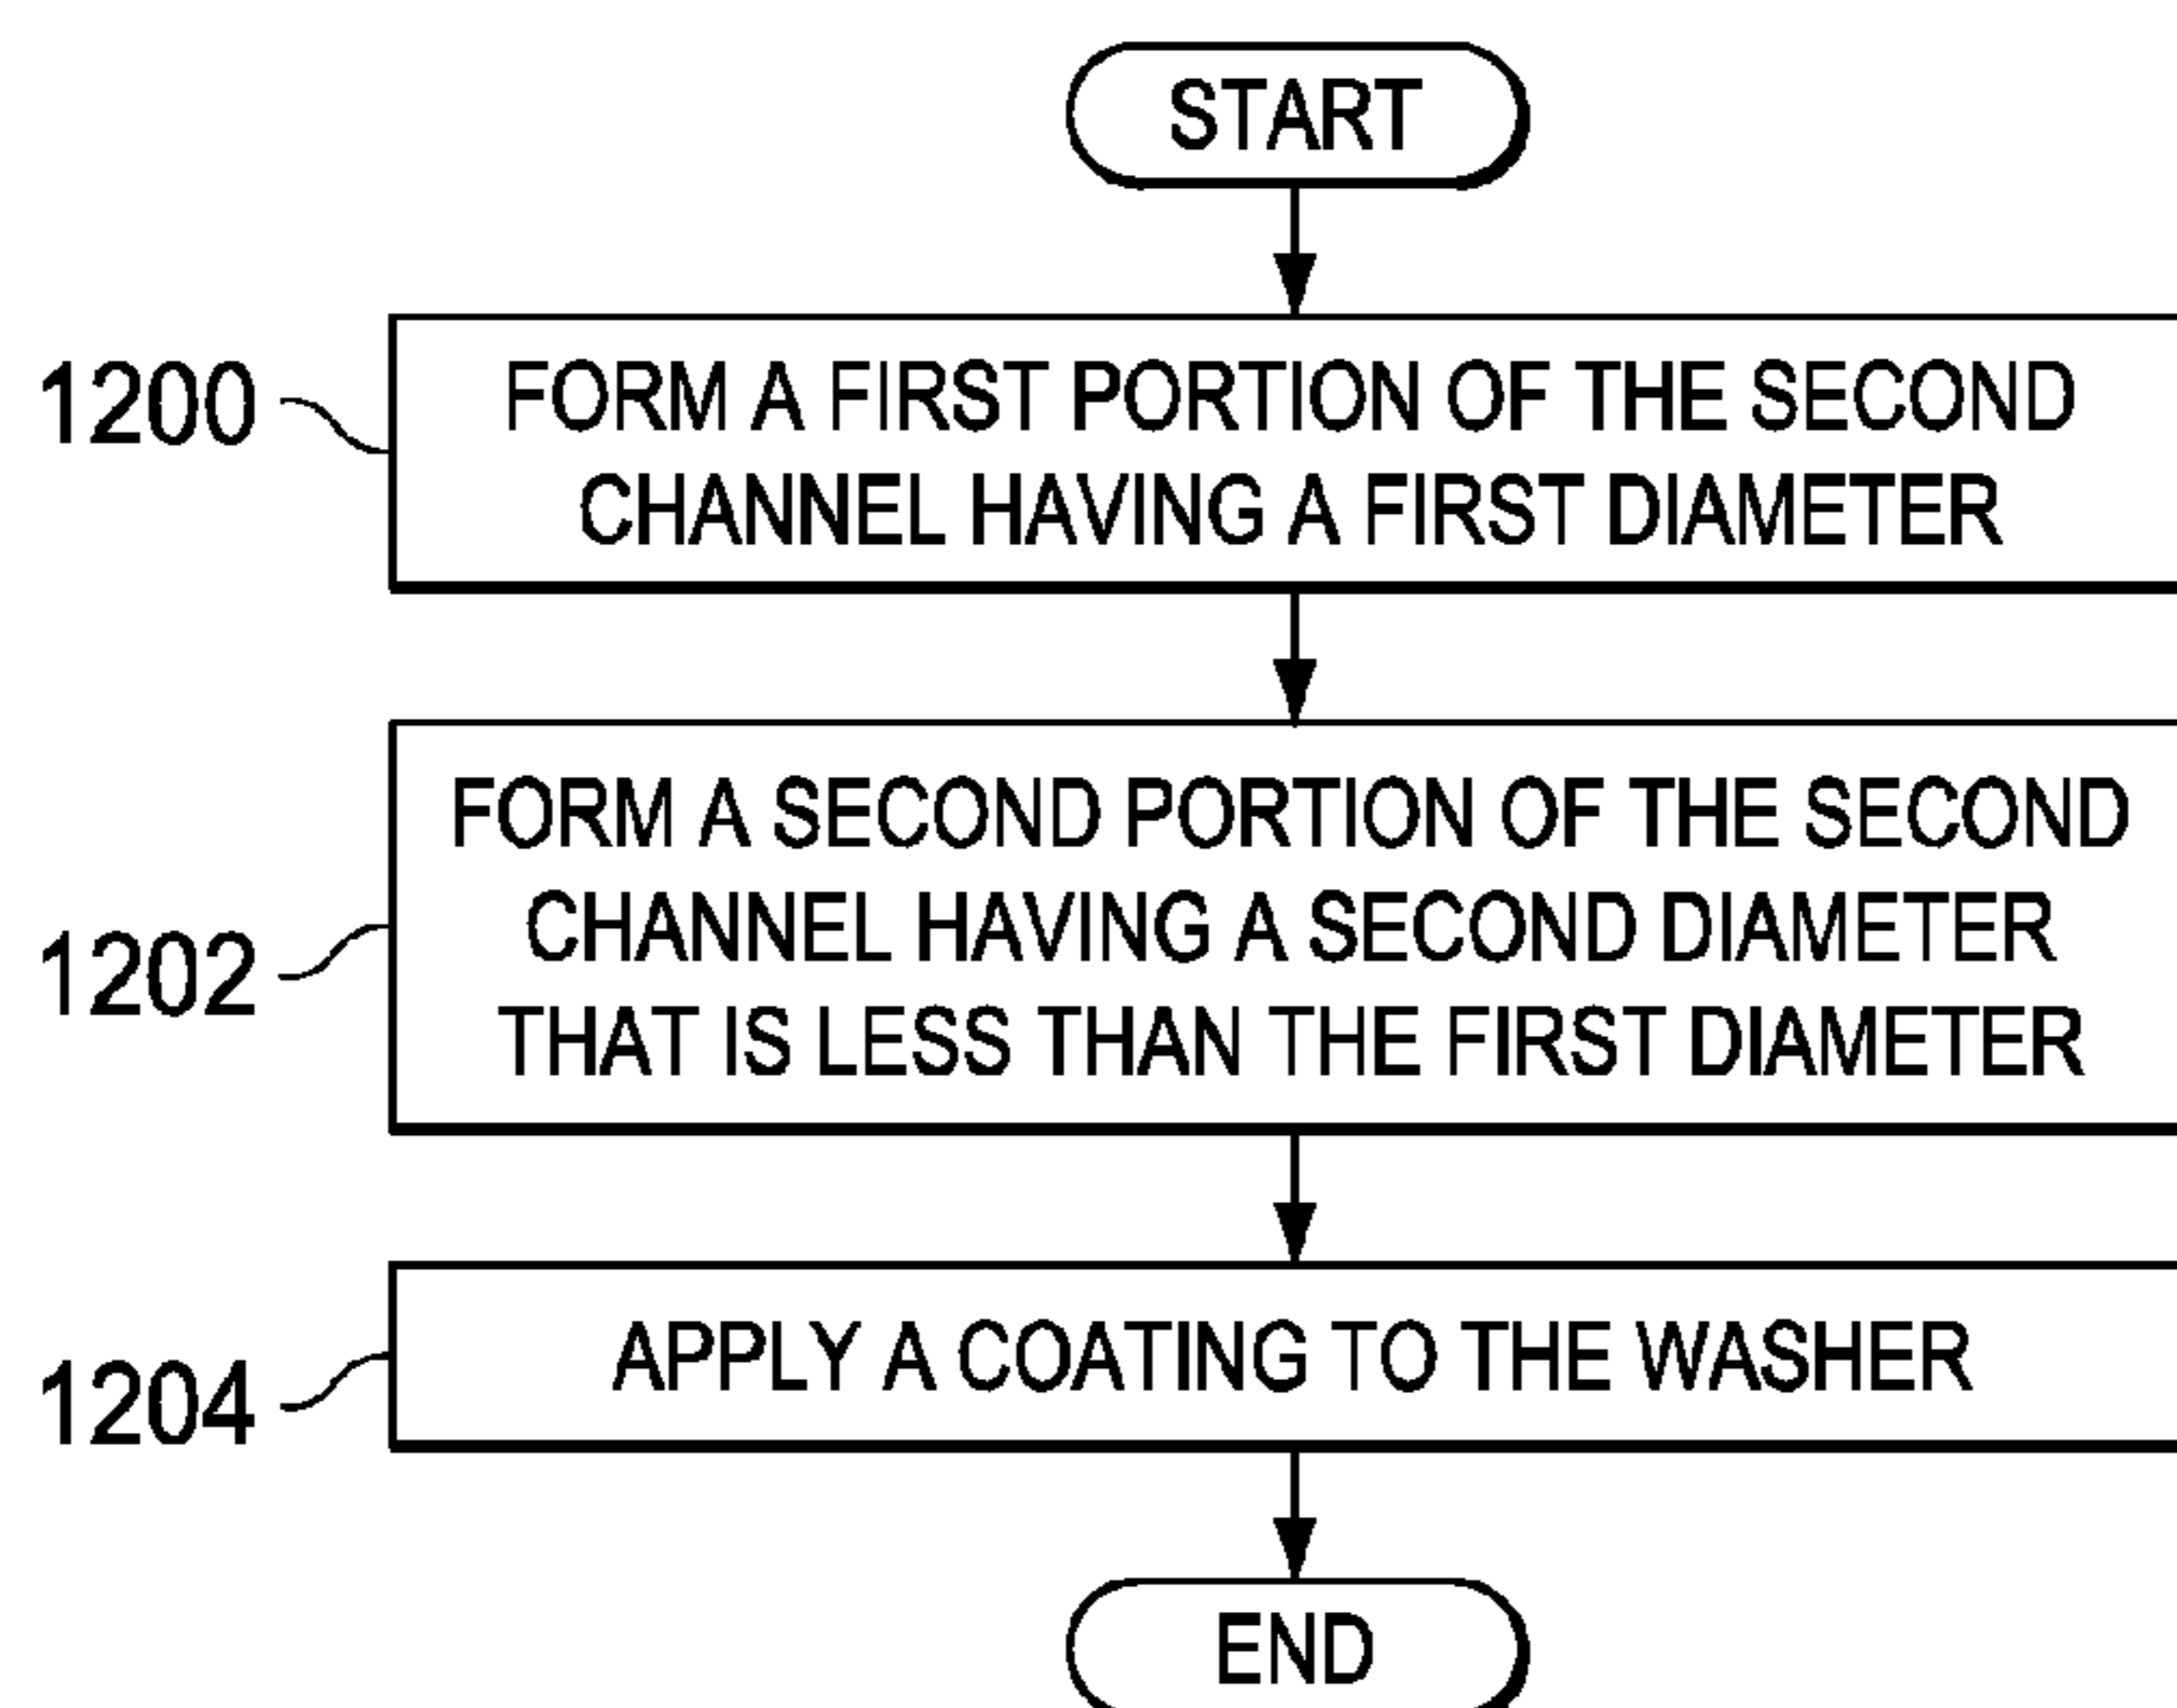 START
1200
FORM A FIRST PORTION OF THE SECOND
CHANNEL HAVING A FIRST DIAMETER
1202
FORM A SECOND PORTION OF THE SECOND
CHANNEL HAVING A SECOND DIAMETER
THAT IS LESS THAN THE FIRST DIAMETER
1204
APPLY A COATING TO THE WASHER
END